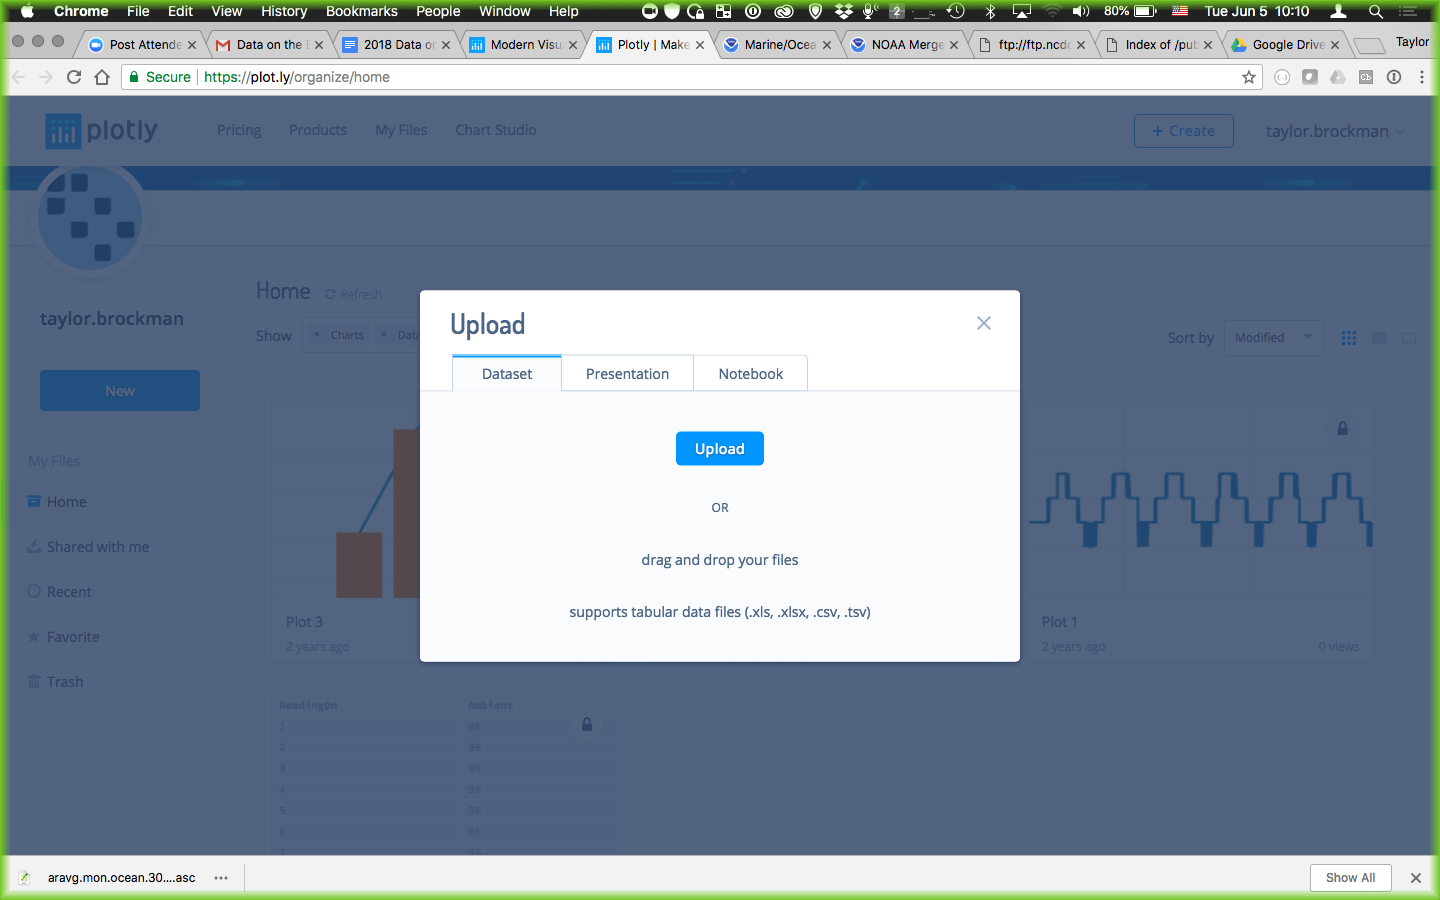 Chrome File Edit View History Bookmarks People Window Help 2 80% Tue Jun 5 10:10
Post Attende Data on the E 2018 Data or Modern Visu Plotly | Make Marine/Ocea NOAA Merge ftp://ftp.ncdc Index of /pub Google Drive Taylor
Secure https://plot.ly/organize/home
plotly Pricing Products My Files Chart Studio + Create taylor.brockman
Home Refresh
taylor.brockman
Show × Charts × Data
Sort by Modified
Upload
Dataset Presentation Notebook
New
Upload
OR
drag and drop your files
supports tabular data files (.xls, .xlsx, .csv, .tsv)
My Files
Home
Shared with me
Recent
Favorite
Trash
Plot 3
2 years ago
Plot 1
2 years ago 0 views
ReadingOn Ambient
1 96
2 96
3 96
4 96
5 96
6 96
7 96
aravg.mon.ocean.30....asc
Show All